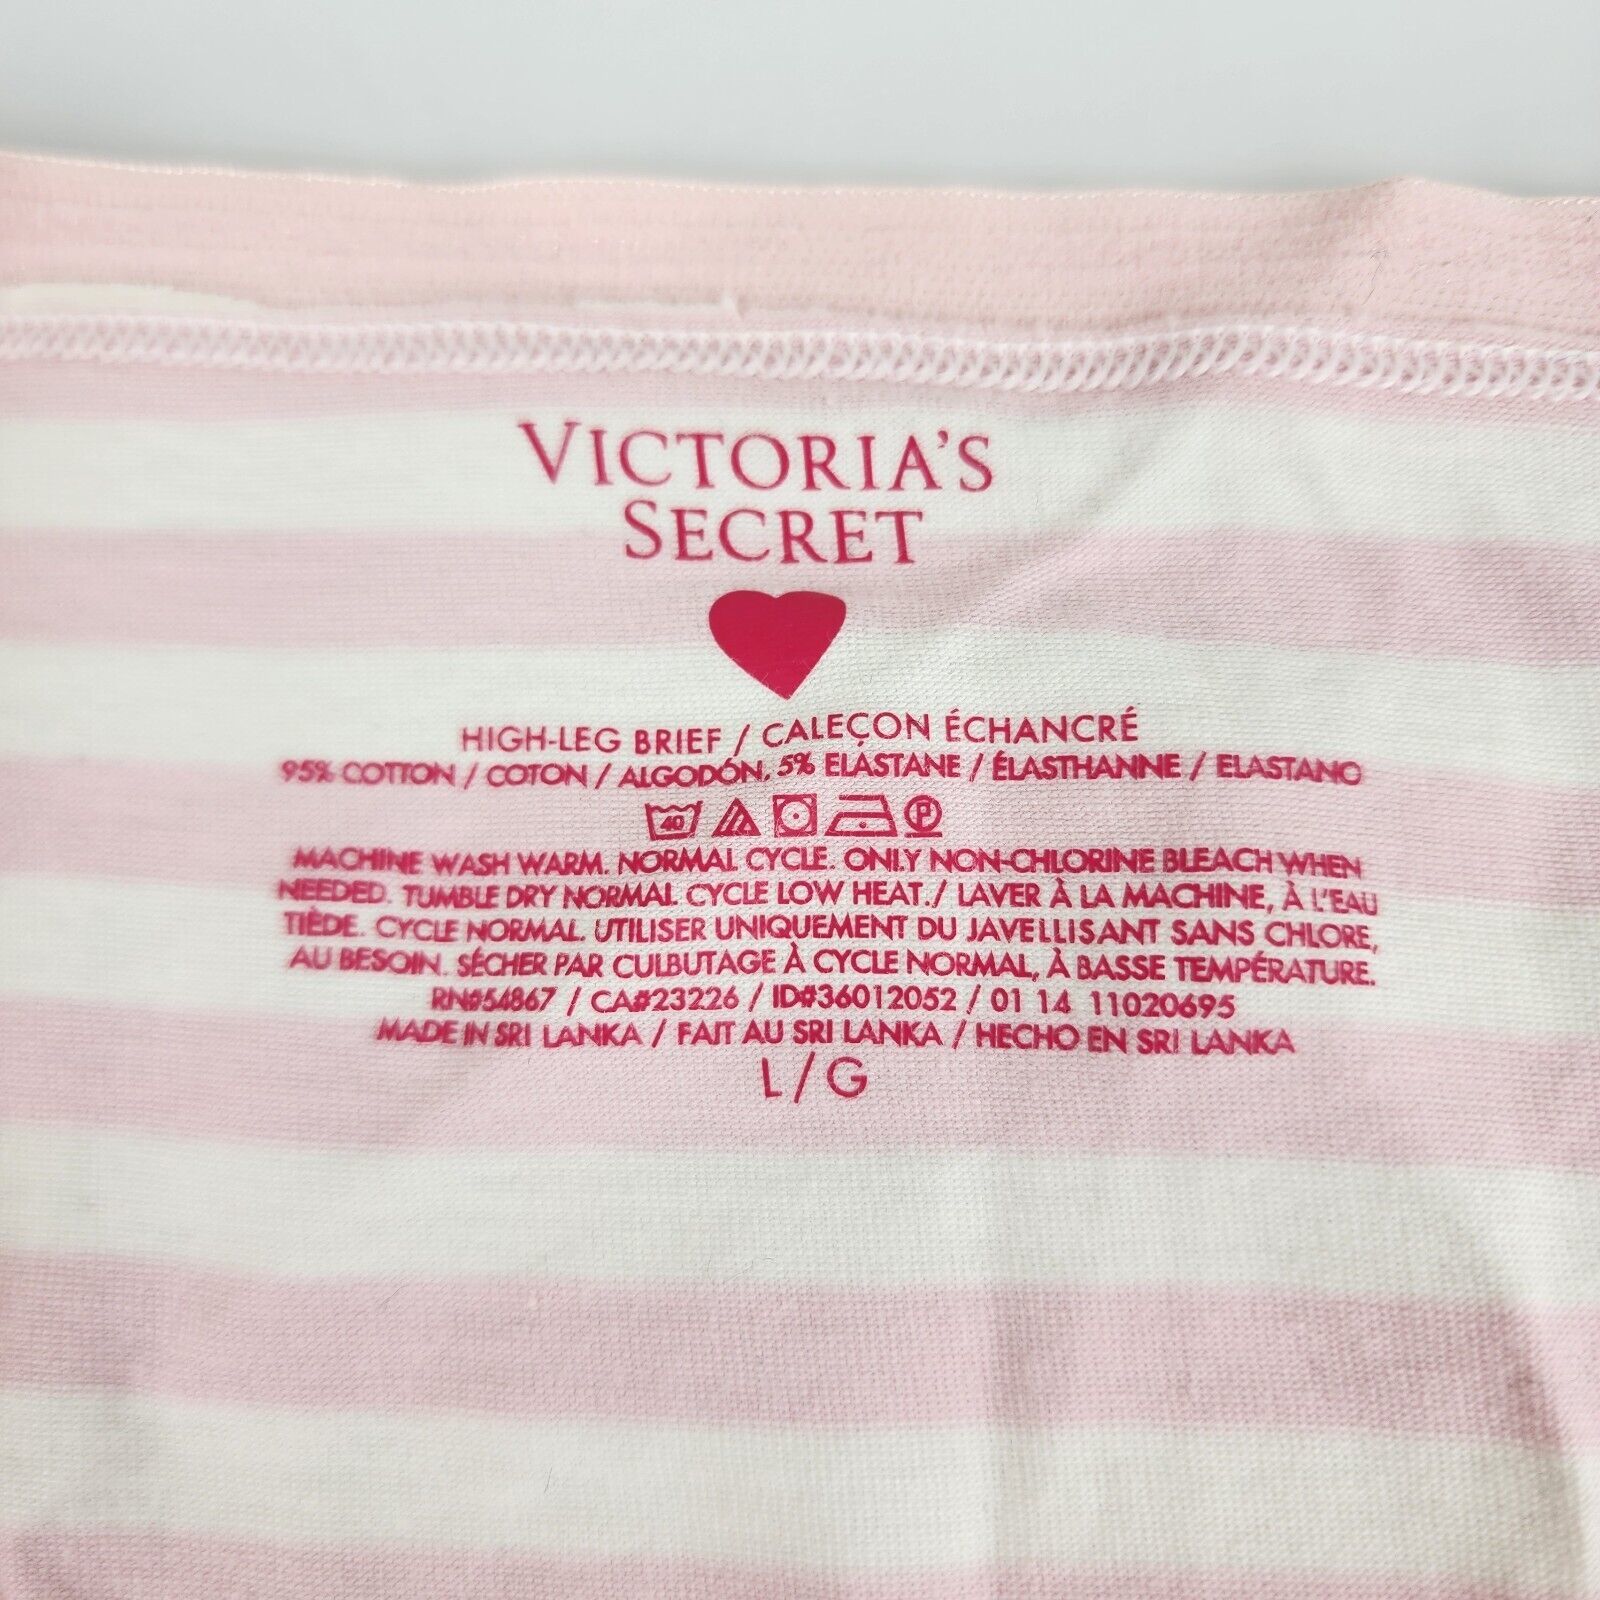 VICTORIA'S
SECRET
HIGH-LEG BRIEF / CALEÇON ÉCHANCRÉ
95% COTTON / COTON / ALGODÓN, 5% ELASTANE / ÉLASTHANNE / ELASTANO
40 P
MACHINE WASH WARM. NORMAL CYCLE. ONLY NON-CHLORINE BLEACH WHEN
NEEDED. TUMBLE DRY NORMAL CYCLE LOW HEAT./ LAVER À LA MACHINE, À L'EAU
TIÈDE. CYCLE NORMAL. UTILISER UNIQUEMENT DU JAVELLISANT SANS CHLORE,
AU BESOIN. SÉCHER PAR CULBUTAGE À CYCLE NORMAL, À BASSE TEMPÉRATURE.
RN#54867 / CA#23226 / ID#36012052 / 01 14 11020695
MADE IN SRI LANKA / FAIT AU SRI LANKA / HECHO EN SRI LANKA
L/G